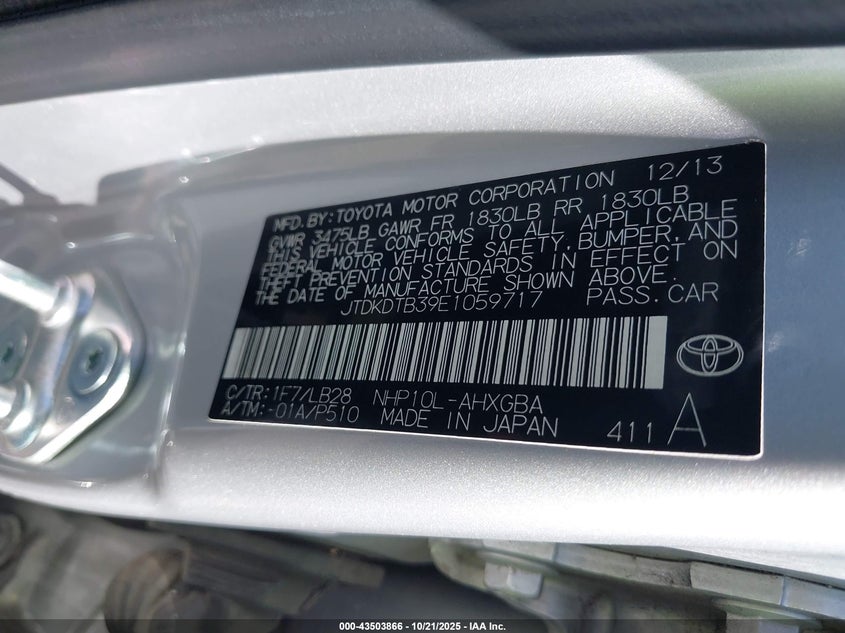 MFD.BY:TOYOTA MOTOR CORPORATION 12/13
GVWR 3475LB GAWR FR 1830LB RR 1830LB
THIS VEHICLE CONFORMS TO ALL APPLICABLE
FEDERAL MOTOR VEHICLE SAFETY, BUMPER, AND
THEFT PREVENTION STANDARDS IN EFFECT ON
THE DATE OF MANUFACTURE SHOWN ABOVE.
JTDKDTB39E1059717 PASS.CAR
C/TR:1F7/LB28 NHP10L-AHXGBA
A/TM:-01A/P510 MADE IN JAPAN 411A
000-43503866 - 10/21/2025 - IAA Inc.